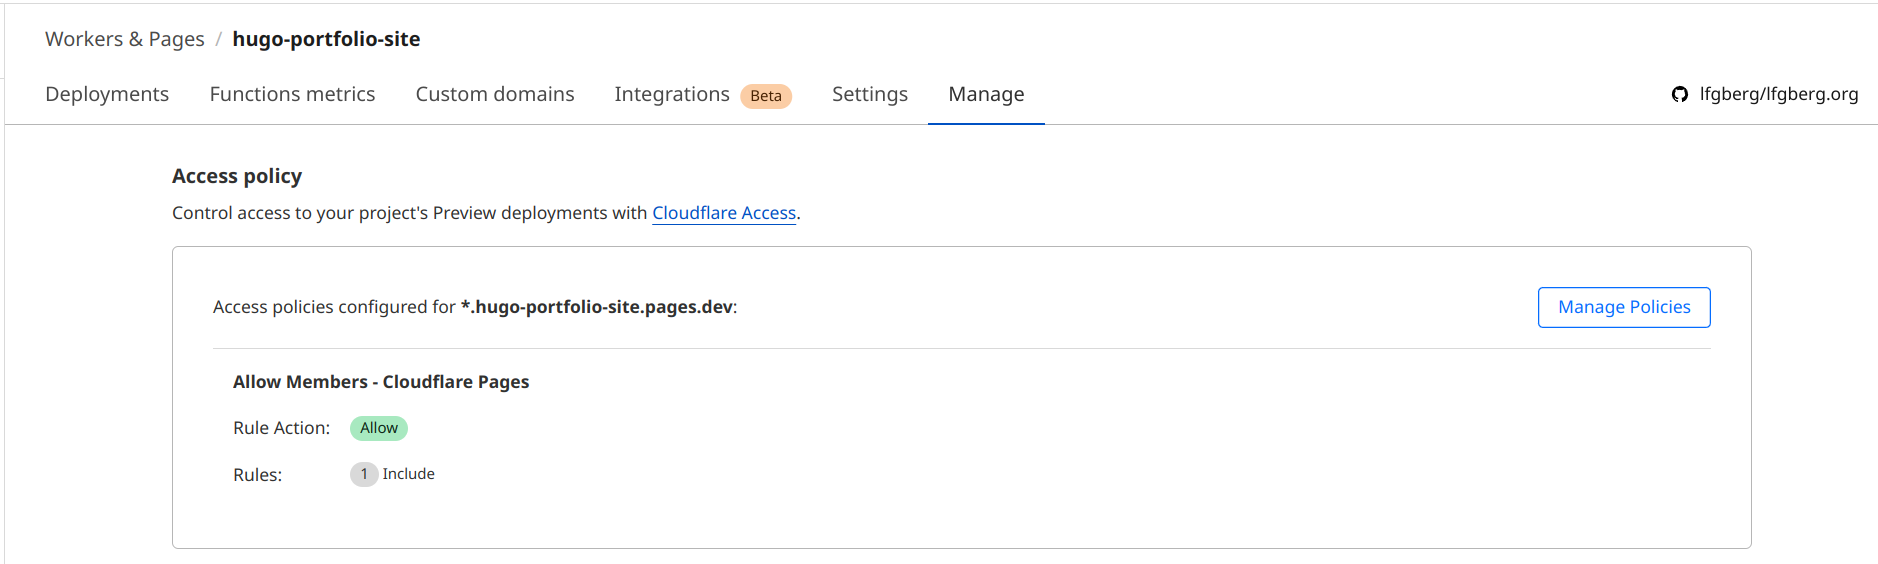 Workers & Pages / hugo-portfolio-site
Deployments Functions metrics Custom domains Integrations Beta Settings Manage lfgberg/lfgberg.org
Access policy
Control access to your project's Preview deployments with Cloudflare Access.
Access policies configured for *.hugo-portfolio-site.pages.dev: Manage Policies
Allow Members - Cloudflare Pages
Rule Action: Allow
Rules: 1 Include